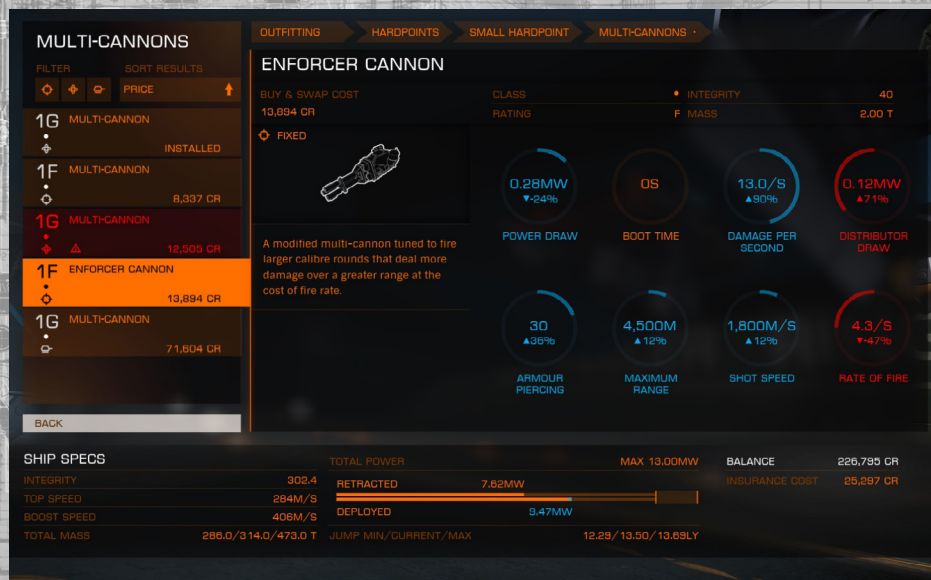 MULTI-CANNONS
FILTER SORT RESULTS
PRICE
1G MULTI-CANNON
INSTALLED
1F MULTI-CANNON
8,337 CR
1G MULTI-CANNON
12,505 CR
1F ENFORCER CANNON
13,894 CR
1G MULTI-CANNON
71,604 CR
BACK
OUTFITTING HARDPOINTS SMALL HARDPOINT MULTI-CANNONS
ENFORCER CANNON
BUY & SWAP COST
13,894 CR
CLASS • INTEGRITY 40
RATING F MASS 2.00 T
FIXED
A modified multi-cannon tuned to fire
larger calibre rounds that deal more
damage over a greater range at the
cost of fire rate.
0.28MW
▼-24%
POWER DRAW
0S
BOOT TIME
13.0/S
▲90%
DAMAGE PER
SECOND
0.12MW
▲71%
DISTRIBUTOR
DRAW
30
▲36%
ARMOUR
PIERCING
4,500M
▲12%
MAXIMUM
RANGE
1,800M/S
▲12%
SHOT SPEED
4.3/S
▼-47%
RATE OF FIRE
SHIP SPECS
INTEGRITY 302.4
TOP SPEED 284M/S
BOOST SPEED 406M/S
TOTAL MASS 286.0/314.0/473.0 T
TOTAL POWER MAX 13.00MW
RETRACTED 7.62MW
DEPLOYED 9.47MW
JUMP MIN/CURRENT/MAX 12.29/13.50/13.69LY
BALANCE 226,795 CR
INSURANCE COST 25,297 CR